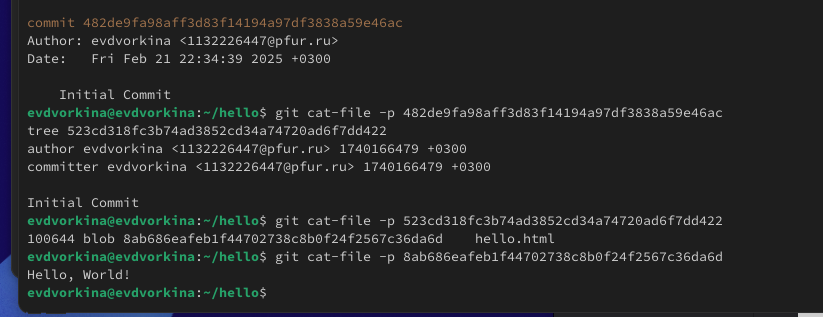 commit 482de9fa98aff3d83f14194a97df3838a59e46ac
Author: evdvorkina <1132226447@pfur.ru>
Date:   Fri Feb 21 22:34:39 2025 +0300
    Initial Commit
evdvorkina@evdvorkina:~/hello$ git cat-file -p 482de9fa98aff3d83f14194a97df3838a59e46ac
tree 523cd318fc3b74ad3852cd34a74720ad6f7dd422
author evdvorkina <1132226447@pfur.ru> 1740166479 +0300
committer evdvorkina <1132226447@pfur.ru> 1740166479 +0300
Initial Commit
evdvorkina@evdvorkina:~/hello$ git cat-file -p 523cd318fc3b74ad3852cd34a74720ad6f7dd422
100644 blob 8ab686eafeb1f44702738c8b0f24f2567c36da6d    hello.html
evdvorkina@evdvorkina:~/hello$ git cat-file -p 8ab686eafeb1f44702738c8b0f24f2567c36da6d
Hello, World!
evdvorkina@evdvorkina:~/hello$